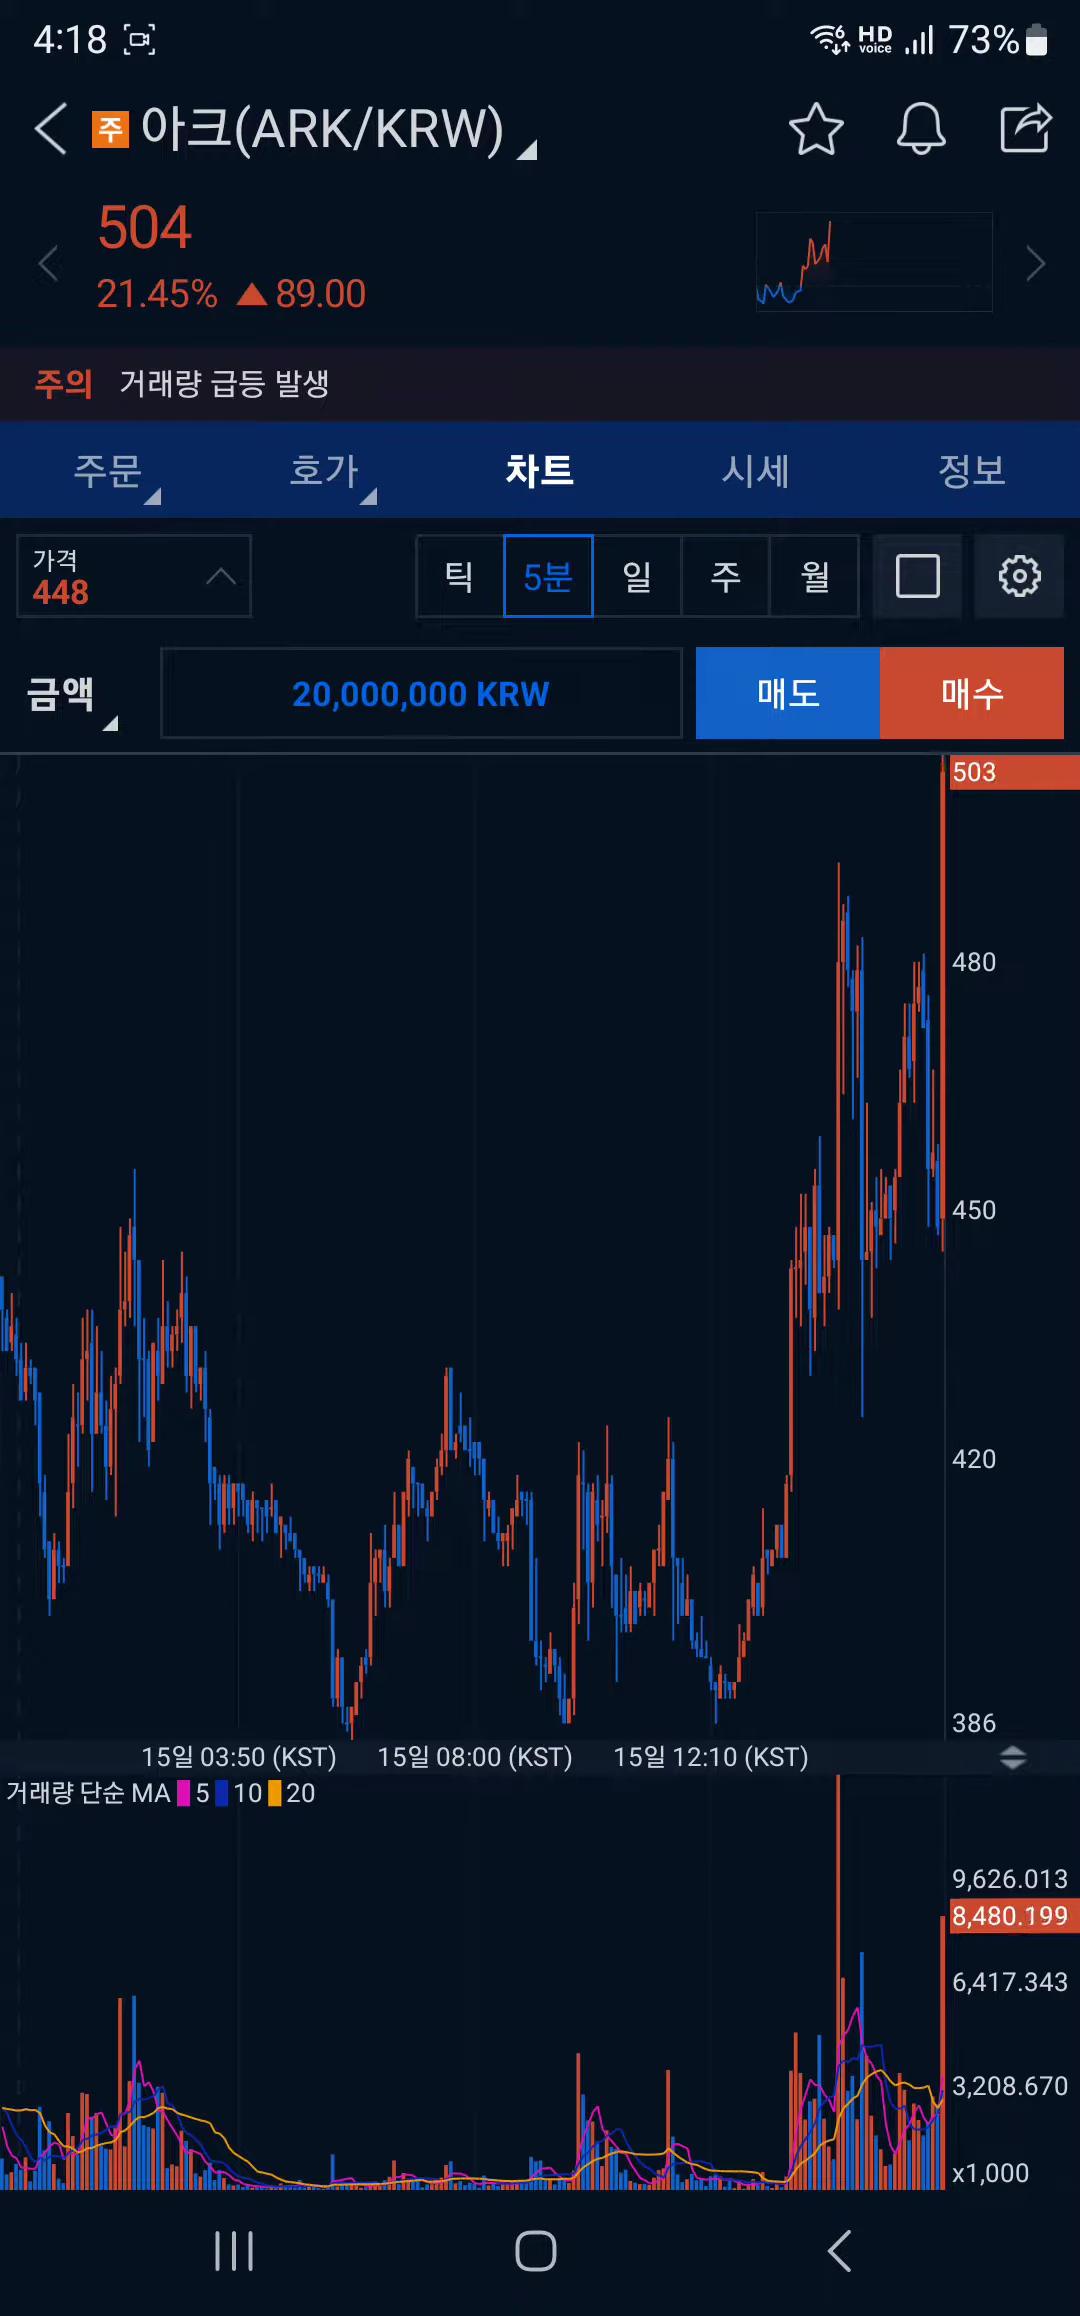 4:18 6 HD voice 73%
주 아크(ARK/KRW)
504
21.45% ▲ 89.00
주의 거래량 급등 발생
주문 호가 차트 시세 정보
가격
448
틱 5분 일 주 월
금액 20,000,000 KRW 매도 매수
503
480
450
420
386
15일 03:50 (KST) 15일 08:00 (KST) 15일 12:10 (KST)
거래량 단순 MA 5 10 20
9,626.013
8,480.199
6,417.343
3,208.670
x1,000